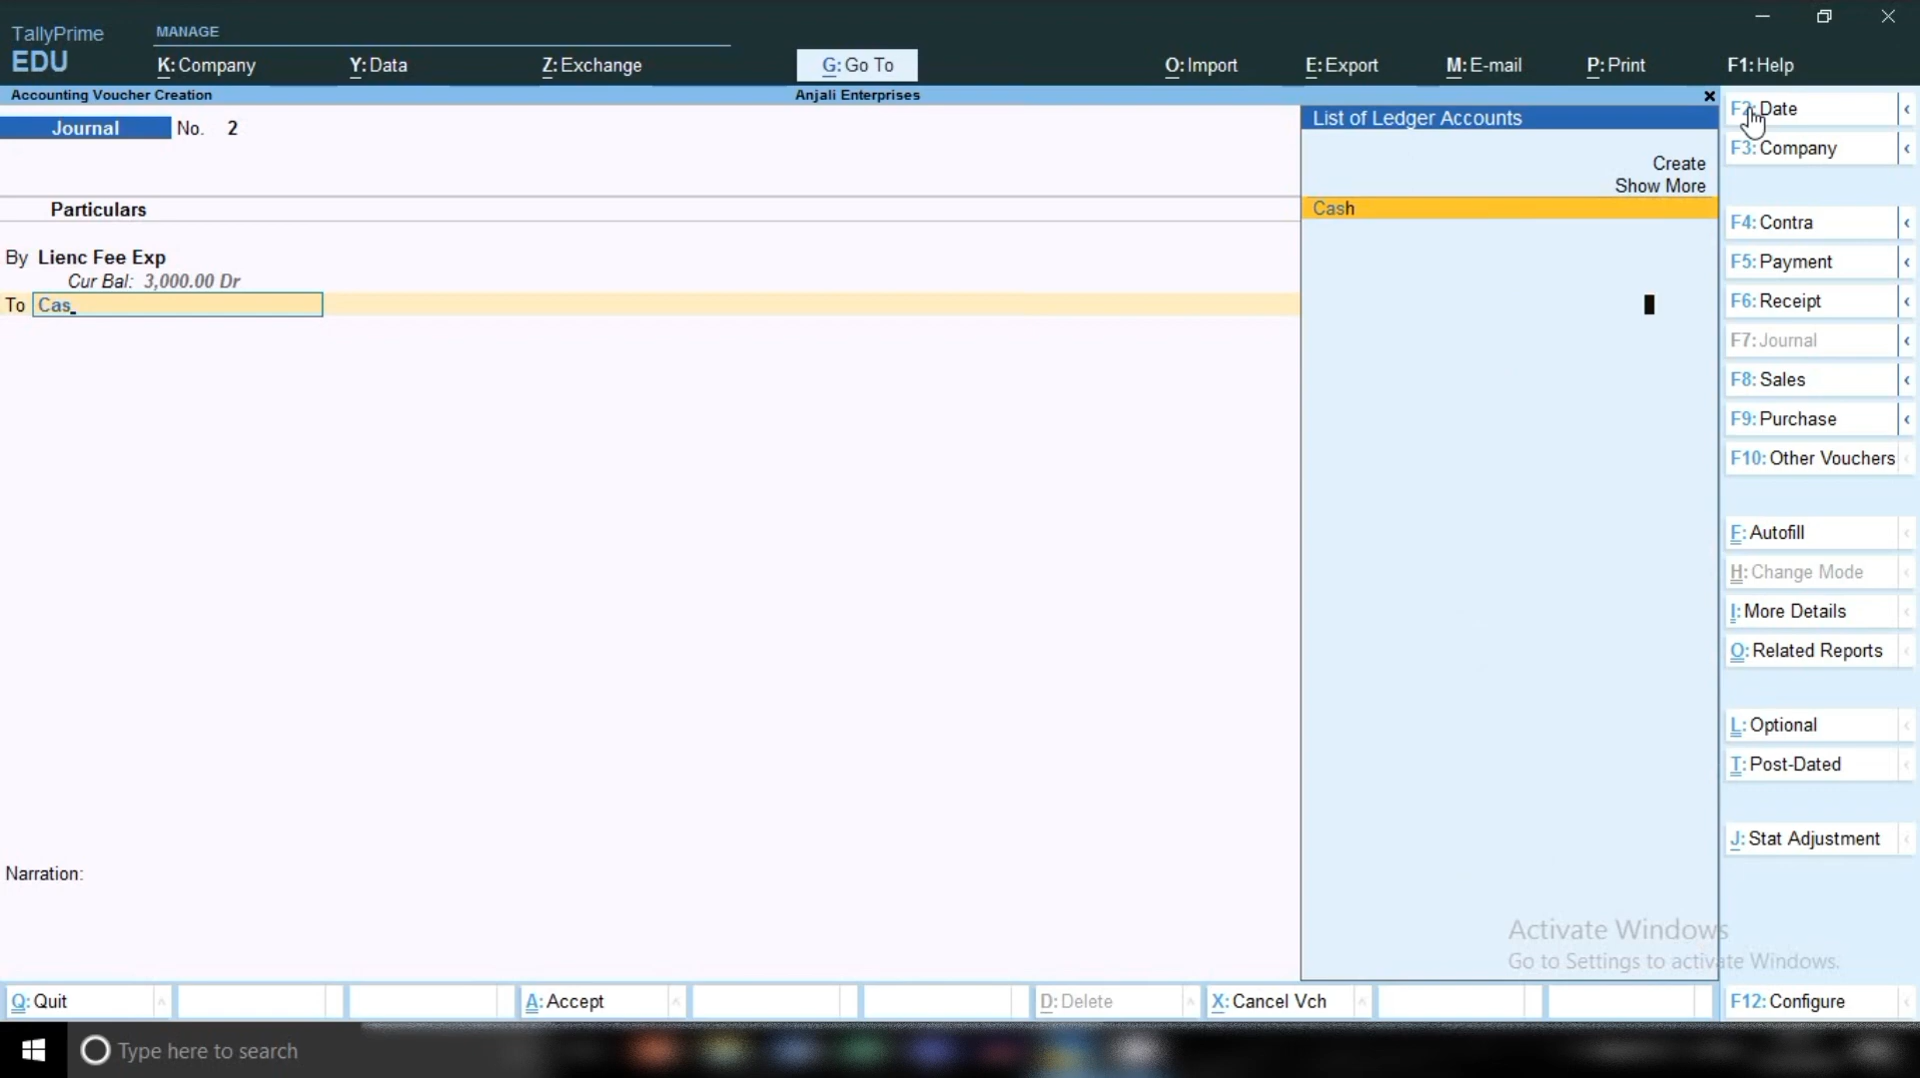 TallyPrime
EDU
MANAGE
K: Company
Y: Data
Z: Exchange
G: Go To
O: Import
E: Export
M: E-mail
P: Print
F1: Help
Accounting Voucher Creation
Anjali Enterprises
Journal No. 2
Particulars
By Lienc Fee Exp
Cur Bal: 3,000.00 Dr
To Cas
Narration:
List of Ledger Accounts
Create
Show More
Cash
F2: Date
F3: Company
F4: Contra
F5: Payment
F6: Receipt
F7: Journal
F8: Sales
F9: Purchase
F10: Other Vouchers
F: Autofill
H: Change Mode
I: More Details
O: Related Reports
L: Optional
T: Post-Dated
J: Stat Adjustment
Activate Windows
Go to Settings to activate Windows.
Q: Quit
A: Accept
D: Delete
X: Cancel Vch
F12: Configure
Type here to search